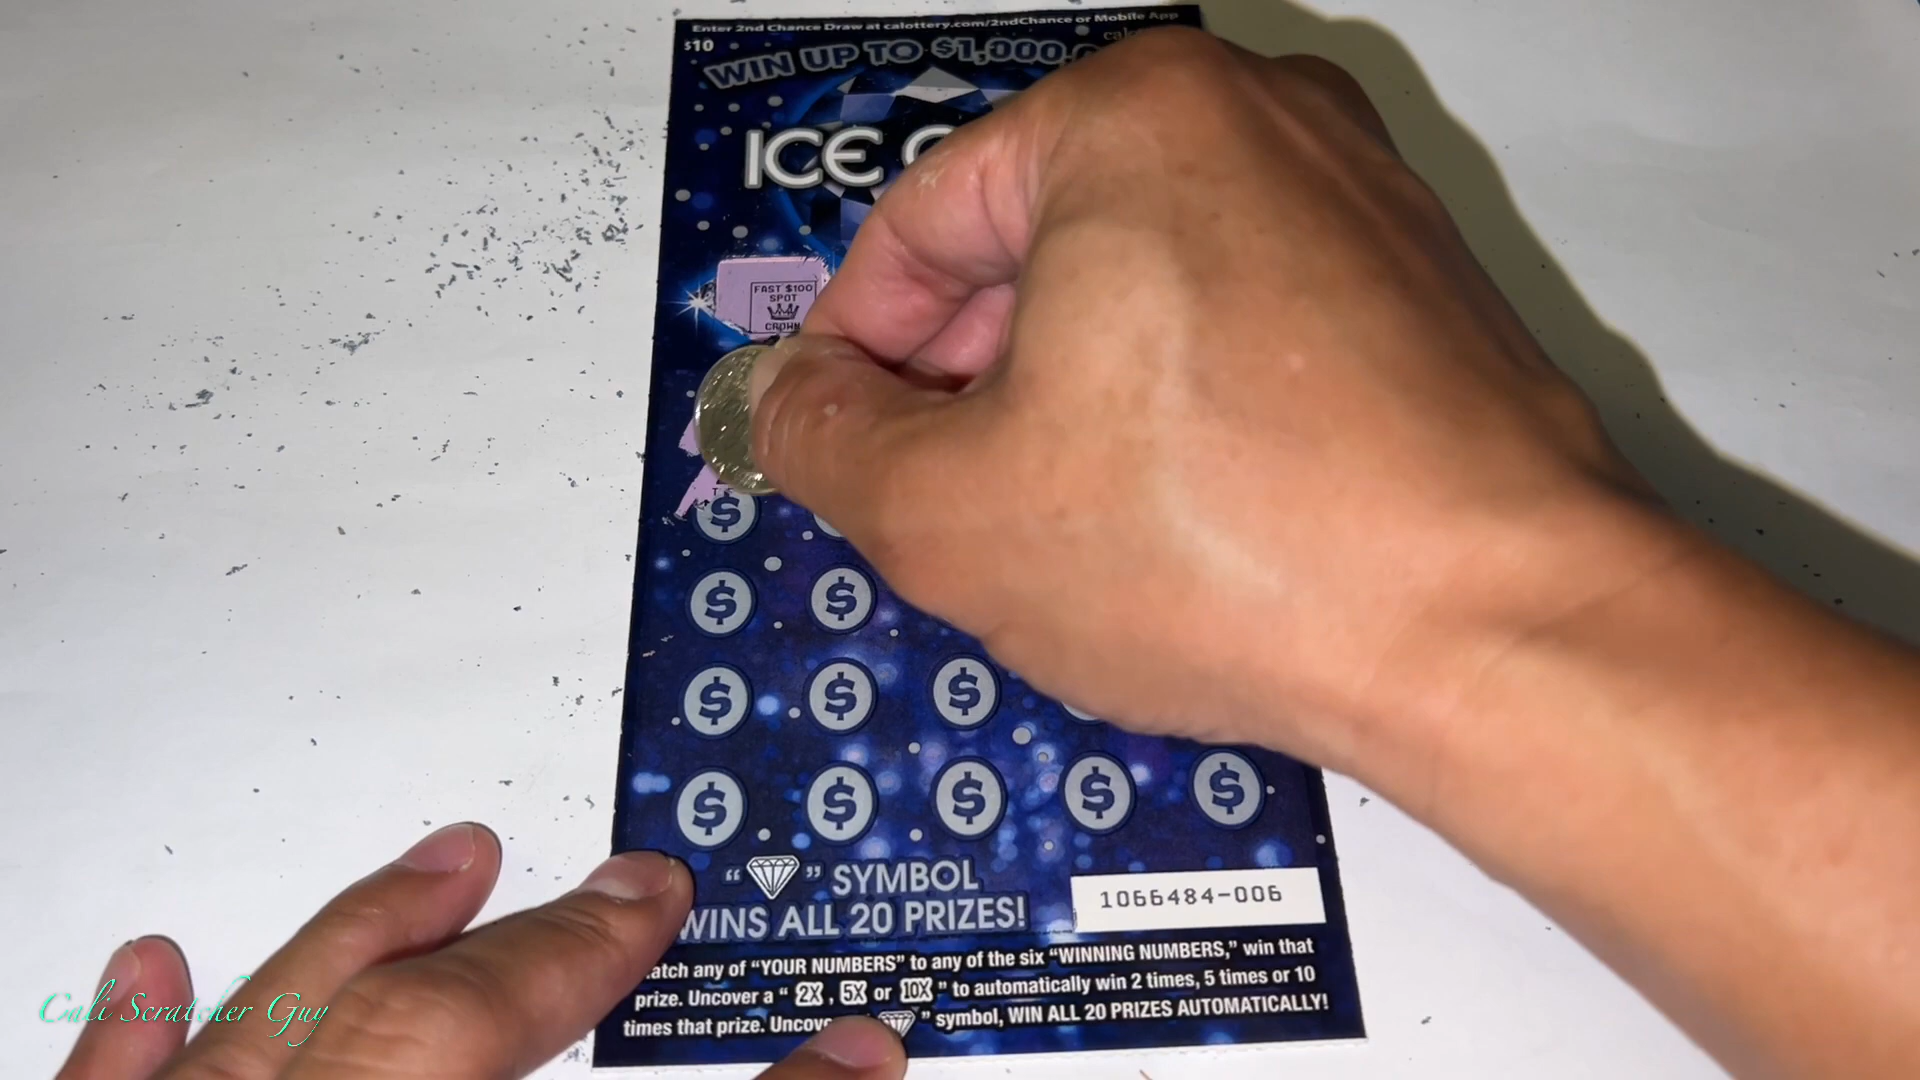 Enter 2nd Chance Draw at calottery.com/2ndChance or Mobile App
$10
WIN UP TO $1,000,
ICE
FAST $100
SPOT
CROWN
$
$ $
$ $ $
$ $ $ $ $
“ ” SYMBOL
WINS ALL 20 PRIZES!
1066484-006
atch any of “YOUR NUMBERS” to any of the six “WINNING NUMBERS,” win that
prize. Uncover a “ 2X , 5X or 10X ” to automatically win 2 times, 5 times or 10
times that prize. Uncov ” symbol, WIN ALL 20 PRIZES AUTOMATICALLY!
Cali Scratcher Guy